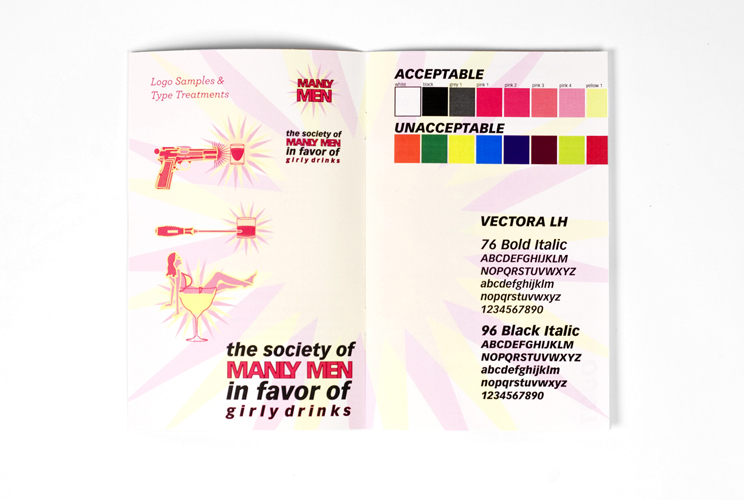 Logo Samples &
Type Treatments
MANLY
MEN
the society of
MANLY MEN
in favor of
girly drinks
the society of
MANLY MEN
in favor of
girly drinks
ACCEPTABLE
white black grey 1 pink 1 pink 2 pink 3 pink 4 yellow 1
UNACCEPTABLE
VECTORA LH
76 Bold Italic
ABCDEFGHIJKLM
NOPQRSTUVWXYZ
abcdefghijklm
nopqrstuvwxyz
1234567890
96 Black Italic
ABCDEFGHIJKLM
NOPQRSTUVWXYZ
abcdefghijklm
nopqrstuvwxyz
1234567890